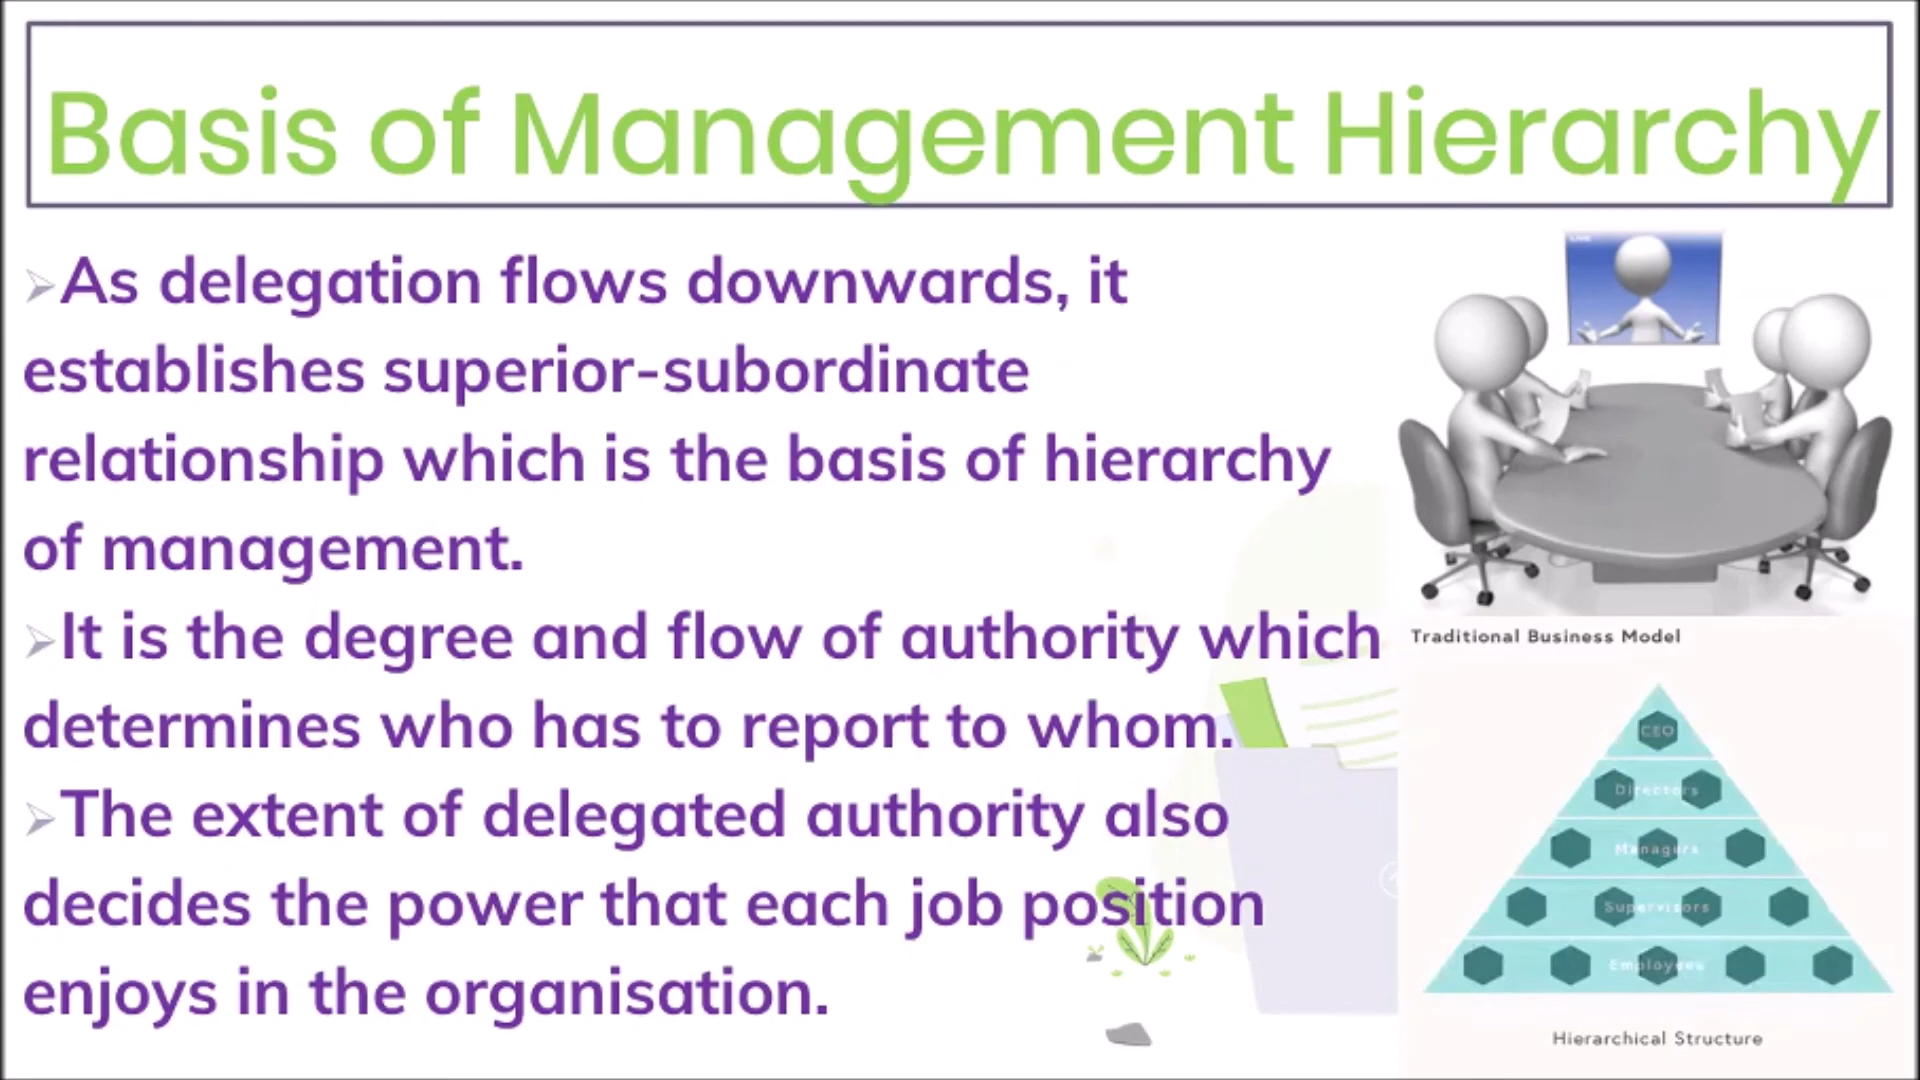 Basis of Management Hierarchy
➢As delegation flows downwards, it
establishes superior-subordinate
relationship which is the basis of hierarchy
of management.
➢It is the degree and flow of authority which
determines who has to report to whom.
➢The extent of delegated authority also
decides the power that each job position
enjoys in the organisation.
Traditional Business Model
CEO
Directors
Managers
Supervisors
Employees
Hierarchical Structure